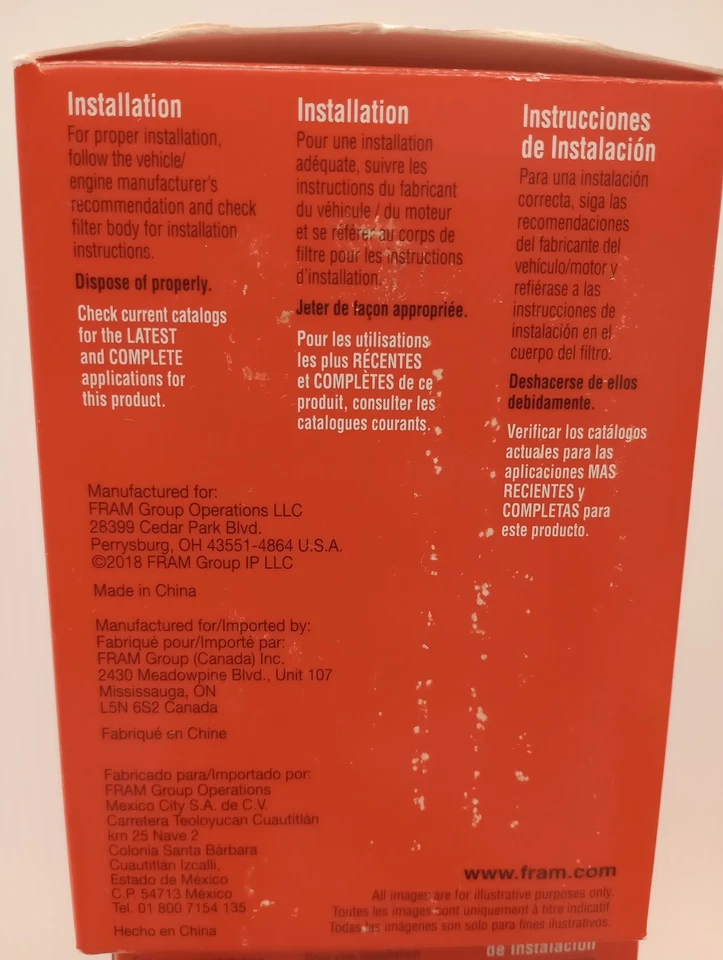 Installation
For proper installation,
follow the vehicle/
engine manufacturer's
recommendation and check
filter body for installation
instructions.
Dispose of properly.
Check current catalogs
for the LATEST
and COMPLETE
applications for
this product.
Installation
Pour une installation
adéquate, suivre les
instructions du fabricant
du véhicule / du moteur
et se référer au corps de
filtre pour les instructions
d'installation.
Jeter de façon appropriée.
Pour les utilisations
les plus RÉCENTES
et COMPLÈTES de ce
produit, consulter les
catalogues courants.
Instrucciones
de Instalación
Para una instalación
correcta, siga las
recomendaciones
del fabricante del
vehículo/motor y
refiérase a las
instrucciones de
instalación en el
cuerpo del filtro.
Deshacerse de ellos
debidamente.
Verificar los catálogos
actuales para las
aplicaciones MAS
RECIENTES y
COMPLETAS para
este producto.
Manufactured for:
FRAM Group Operations LLC
28399 Cedar Park Blvd.
Perrysburg, OH 43551-4864 U.S.A.
©2018 FRAM Group IP LLC
Made in China
Manufactured for/Imported by:
Fabriqué pour/Importé par:
FRAM Group (Canada) Inc.
2430 Meadowpine Blvd., Unit 107
Mississauga, ON
L5N 6S2 Canada
Fabriqué en Chine
Fabricado para/Importado por:
FRAM Group Operations
Mexico City S.A. de C.V.
Carretera Teoloyucan Cuautitlán
km 25 Nave 2
Colonia Santa Bárbara
Cuautitlán Izcalli,
Estado de México
C.P. 54713 México
Tel. 01 800 7154 135
Hecho en China
www.fram.com
All images are for illustrative purposes only.
Toutes les images sont uniquement à titre indicatif.
Todas las imágenes son solo para fines ilustrativos.
de Instalación